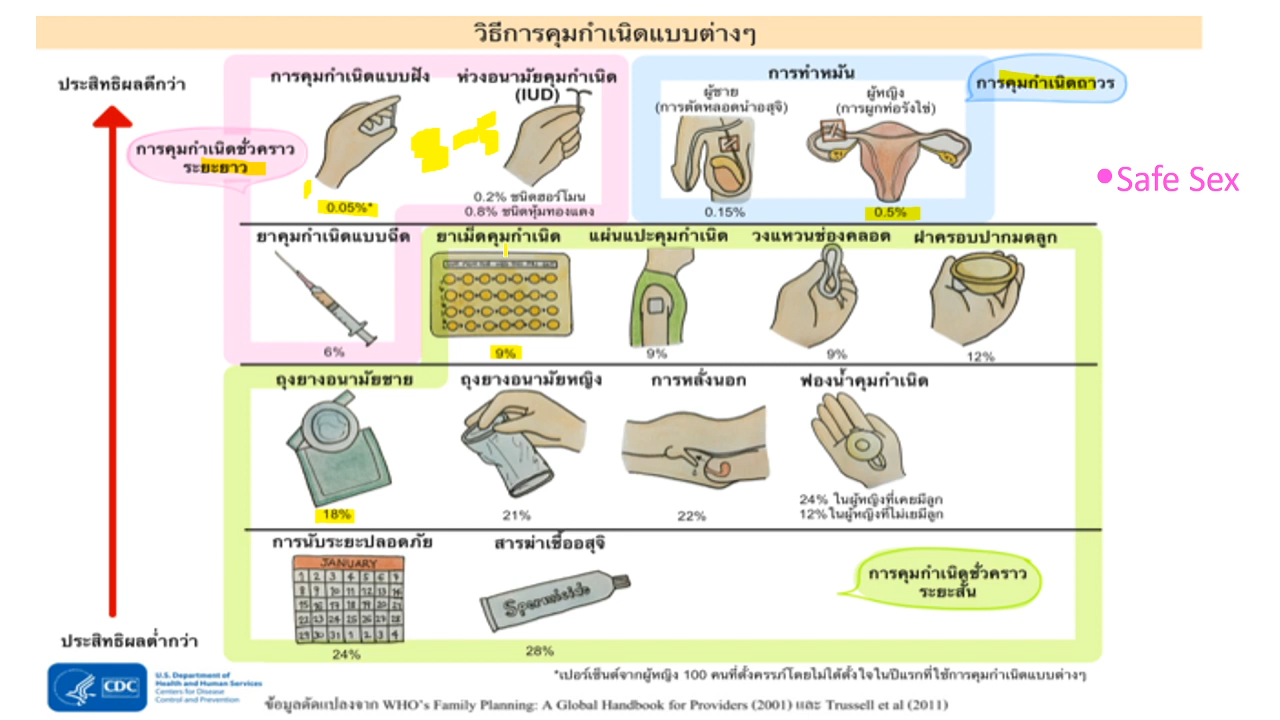 วิธีการคุมกำเนิดแบบต่างๆ
ประสิทธิผลดีกว่า
การคุมกำเนิดชั่วคราว
ระยะยาว
การคุมกำเนิดแบบฝัง
0.05%*
ห่วงอนามัยคุมกำเนิด
(IUD)
0.2% ชนิดฮอร์โมน
0.8% ชนิดหุ้มทองแดง
การทำหมัน
ผู้ชาย
(การตัดหลอดนำอสุจิ)
0.15%
ผู้หญิง
(การผูกท่อรังไข่)
0.5%
การคุมกำเนิดถาวร
Safe Sex
ยาคุมกำเนิดแบบฉีด
6%
ยาเม็ดคุมกำเนิด
9%
แผ่นแปะคุมกำเนิด
9%
วงแหวนช่องคลอด
9%
ฝาครอบปากมดลูก
12%
ถุงยางอนามัยชาย
18%
ถุงยางอนามัยหญิง
21%
การหลั่งนอก
22%
ฟองน้ำคุมกำเนิด
24% ในผู้หญิงที่เคยมีลูก
12% ในผู้หญิงที่ไม่เยมีลูก
การนับระยะปลอดภัย
JANUARY
24%
สารฆ่าเชื้ออสุจิ
Spermicide
28%
การคุมกำเนิดชั่วคราว
ระยะสั้น
ประสิทธิผลต่ำกว่า
CDC
U.S. Department of
Health and Human Services
Centers for Disease
Control and Prevention
*เปอร์เซ็นต์จากผู้หญิง 100 คนที่ตั้งครรภ์โดยไม่ได้ตั้งใจในปีแรกที่ใช้การคุมกำเนิดแบบต่างๆ
ข้อมูลดัดแปลงจาก WHO's Family Planning: A Global Handbook for Providers (2001) และ Trussell et al (2011)